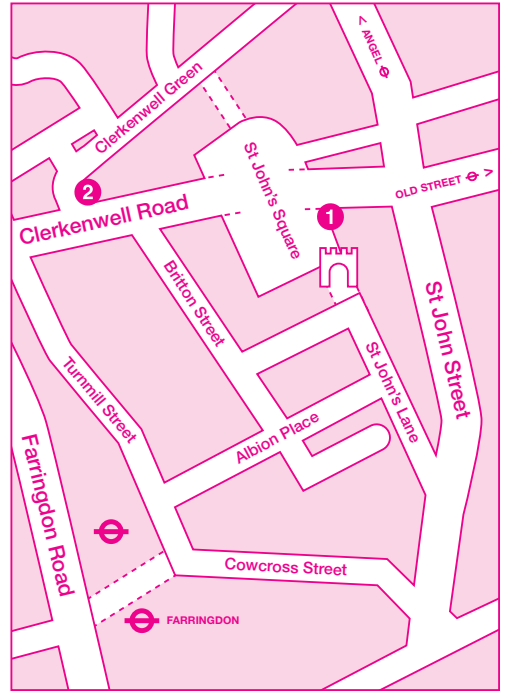 < ANGEL
Clerkenwell Green
St John's Square
OLD STREET >
2
1
Clerkenwell Road
Britton Street
St John Street
Turnmill Street
St John's Lane
Albion Place
Farringdon Road
Cowcross Street
FARRINGDON